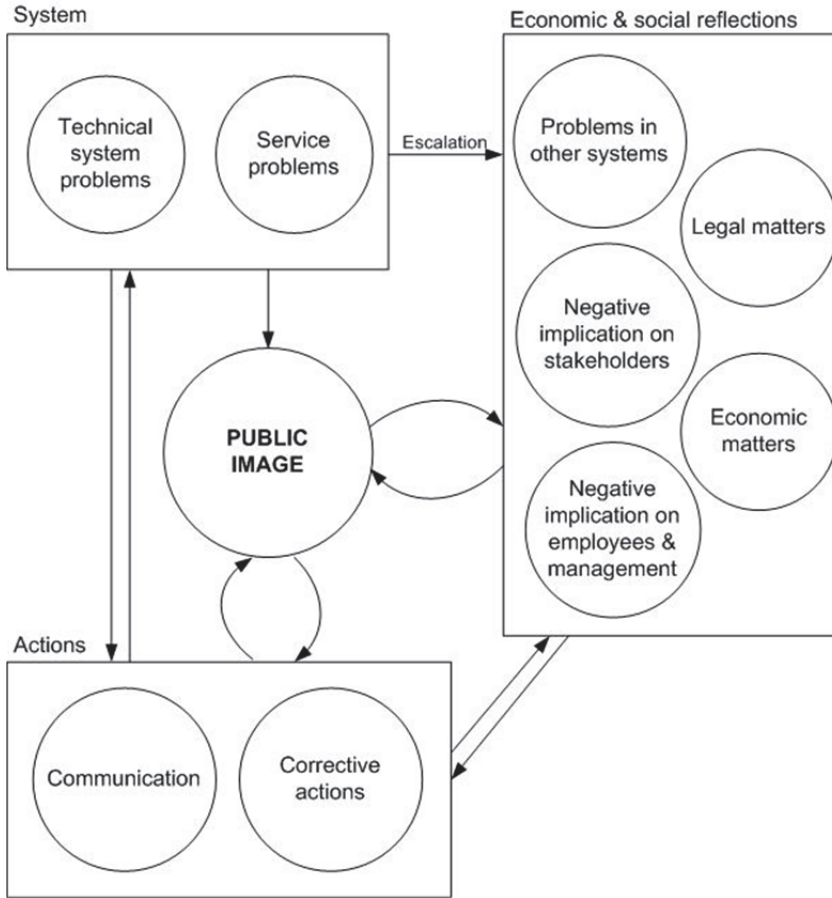 System
Technical
system
problems
Service
problems
Escalation
Economic & social reflections
Problems in
other systems
Legal matters
Negative
implication on
stakeholders
Economic
matters
Negative
implication on
employees &
management
PUBLIC
IMAGE
Actions
Communication
Corrective
actions